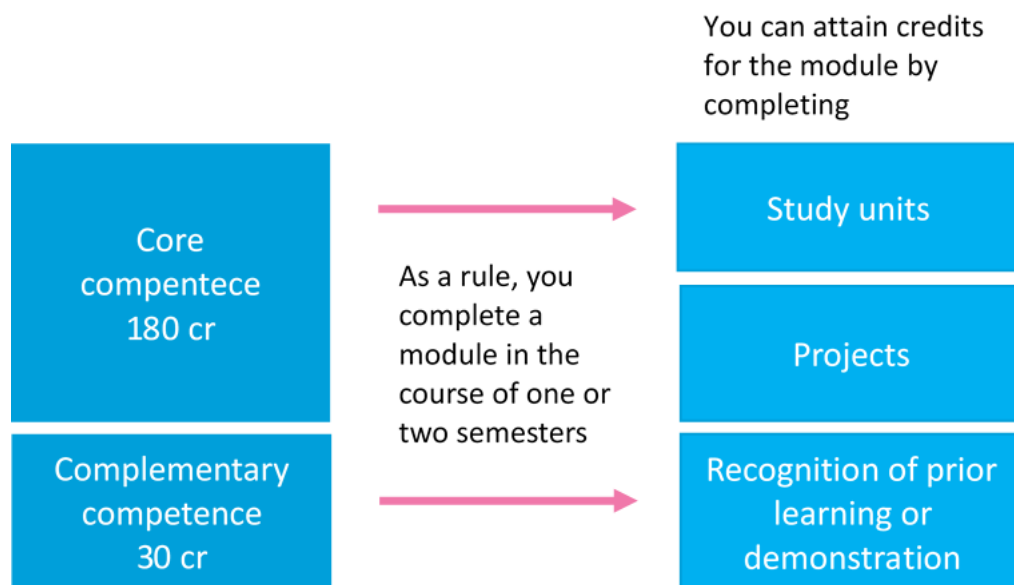 You can attain credits
for the module by
completing
Core
compentece
180 cr
Complementary
competence
30 cr
As a rule, you
complete a
module in the
course of one or
two semesters
Study units
Projects
Recognition of prior
learning or
demonstration